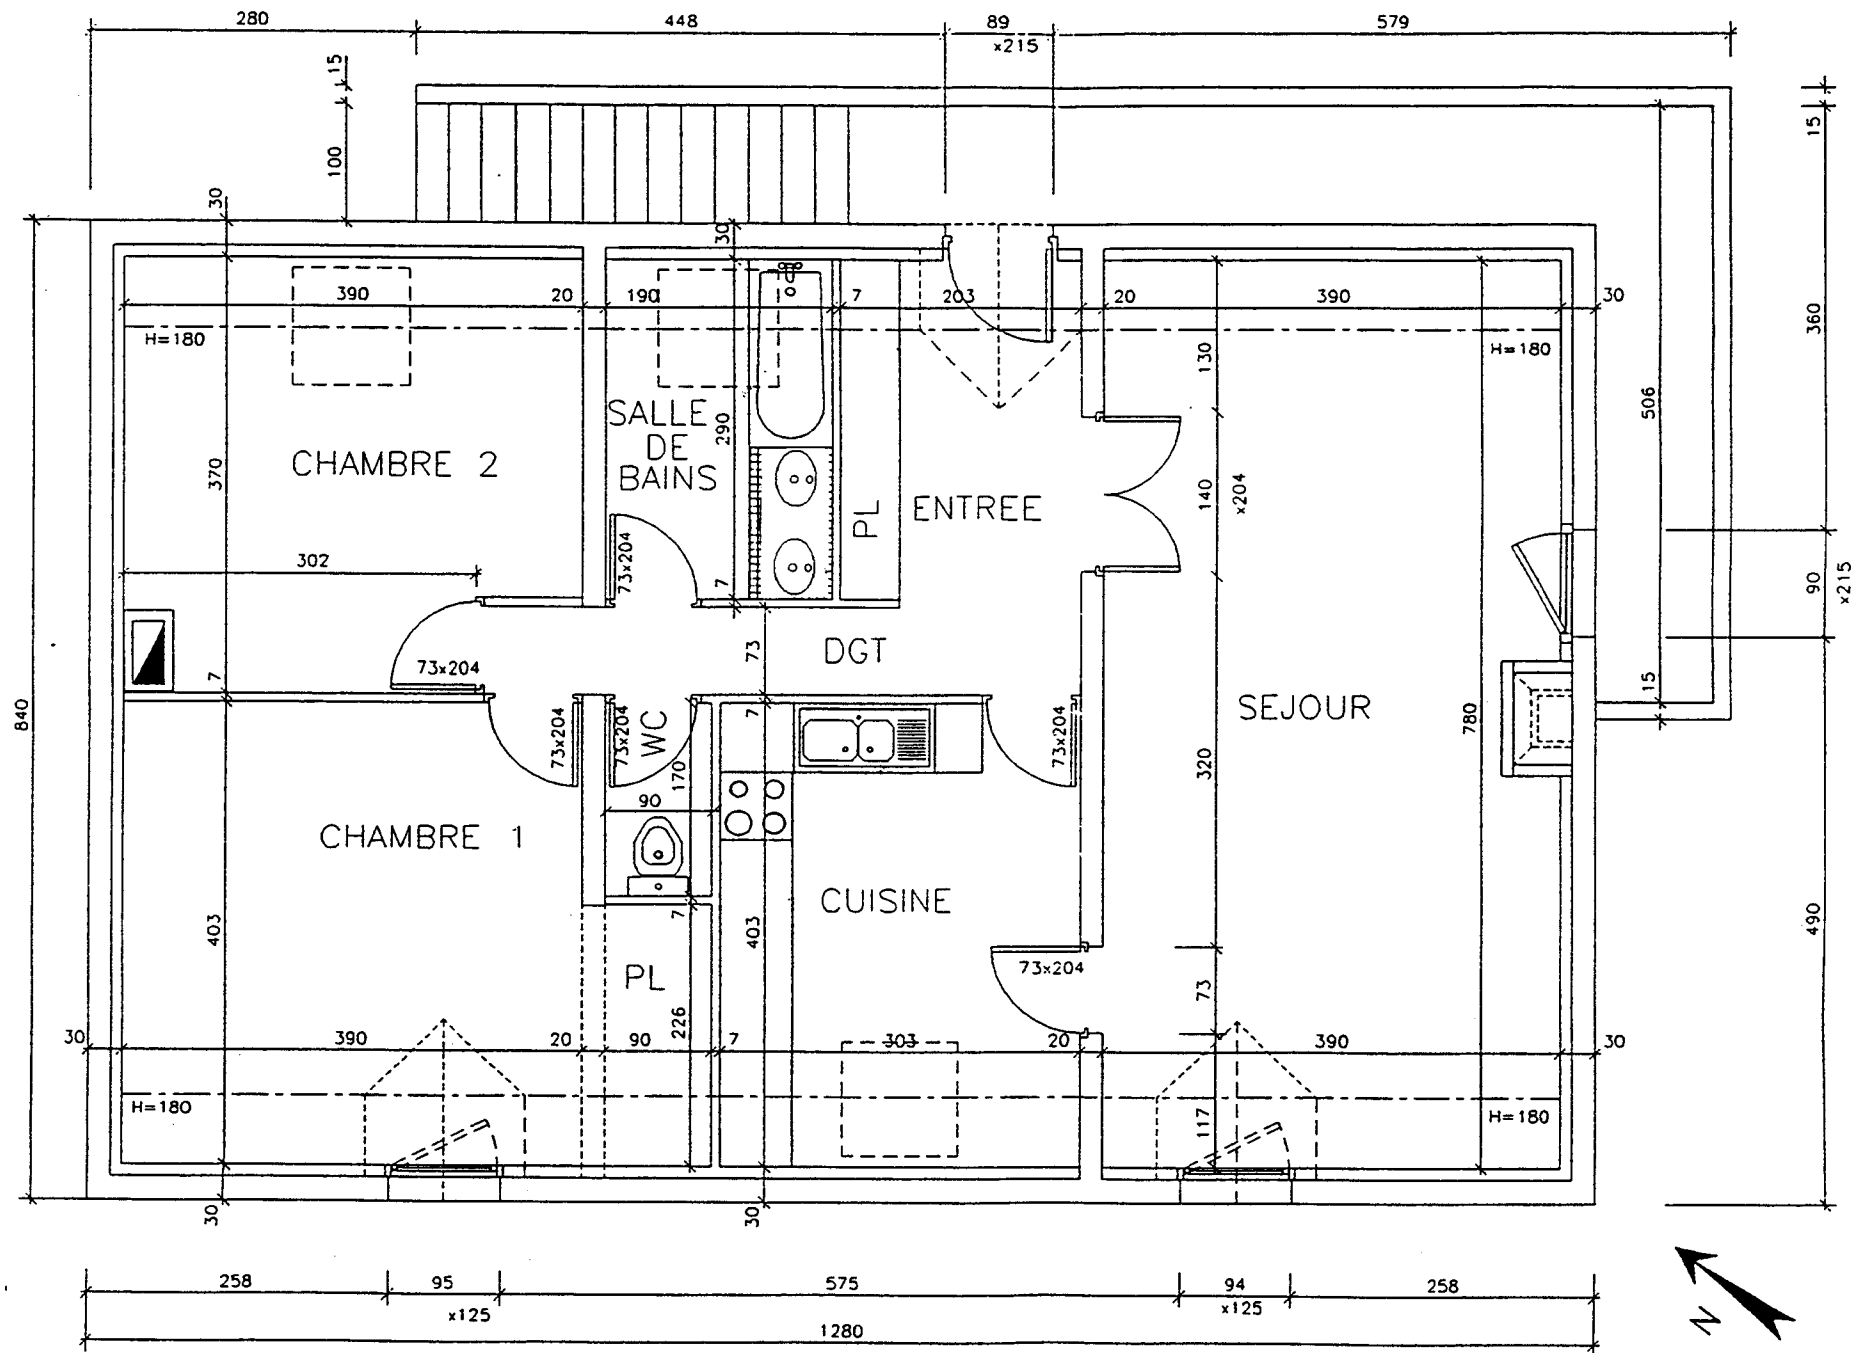 280
448
89
x215
579
15
100
30
15
30
390
20
190
7
203
20
390
30
360
H=180
H=180
130
506
SALLE
DE
BAINS
290
CHAMBRE 2
370
PL
ENTREE
140
x204
302
73x204
7
90
x215
73
DGT
73x204
7
15
840
SEJOUR
780
73x204
73x204
WC
7
73x204
170
320
90
CHAMBRE 1
403
7
CUISINE
403
490
73x204
PL
226
73
30
390
20
90
7
303
20
390
30
H=180
H=180
117
30
30
258
95
x125
575
94
x125
258
1280
N